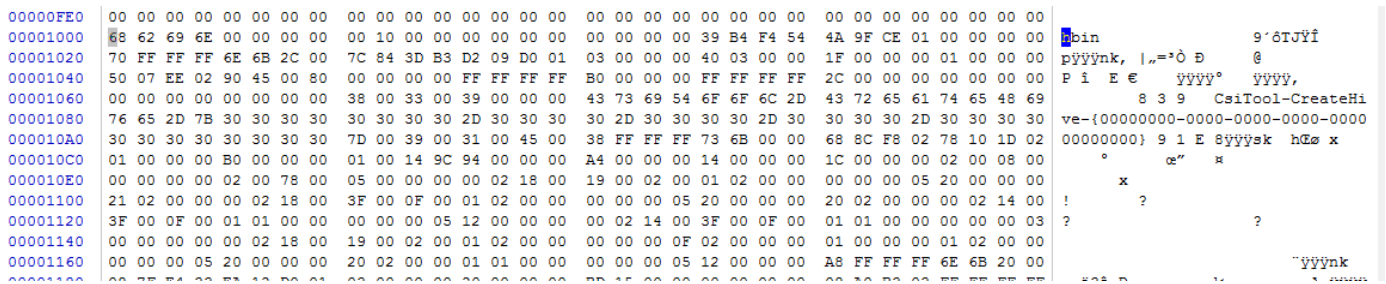 00000FE0 00 00 00 00 00 00 00 00 00 00 00 00 00 00 00 00 00 00 00 00 00 00 00 00 00 00 00 00 00 00 00 00
00001000 68 62 69 6E 00 00 00 00 00 10 00 00 00 00 00 00 00 00 00 00 39 B4 F4 54 4A 9F CE 01 00 00 00 00 hbin 9´ôTJŸÎ
00001020 70 FF FF FF 6E 6B 2C 00 7C 84 3D B3 D2 09 D0 01 03 00 00 00 40 03 00 00 1F 00 00 00 01 00 00 00 pÿÿÿnk, |„=³Ò Ð @
00001040 50 07 EE 02 90 45 00 80 00 00 00 00 FF FF FF FF B0 00 00 00 FF FF FF FF 2C 00 00 00 00 00 00 00 P î E € ÿÿÿÿ° ÿÿÿÿ,
00001060 00 00 00 00 00 00 00 00 38 00 33 00 39 00 00 00 43 73 69 54 6F 6F 6C 2D 43 72 65 61 74 65 48 69 8 3 9 CsiTool-CreateHi
00001080 76 65 2D 7B 30 30 30 30 30 30 30 30 2D 30 30 30 30 2D 30 30 30 30 2D 30 30 30 30 2D 30 30 30 30 ve-{00000000-0000-0000-0000-0000
000010A0 30 30 30 30 30 30 30 30 7D 00 39 00 31 00 45 00 38 FF FF FF 73 6B 00 00 68 8C F8 02 78 10 1D 02 00000000} 9 1 E 8ÿÿÿsk hŒø x
000010C0 01 00 00 00 B0 00 00 00 01 00 14 9C 94 00 00 00 A4 00 00 00 14 00 00 00 1C 00 00 00 02 00 08 00 ° œ” ¤
000010E0 00 00 00 00 02 00 78 00 05 00 00 00 00 02 18 00 19 00 02 00 01 02 00 00 00 00 00 05 20 00 00 00 x
00001100 21 02 00 00 00 02 18 00 3F 00 0F 00 01 02 00 00 00 00 00 05 20 00 00 00 20 02 00 00 00 02 14 00 ! ?
00001120 3F 00 0F 00 01 01 00 00 00 00 00 05 12 00 00 00 00 02 14 00 3F 00 0F 00 01 01 00 00 00 00 00 03 ? ?
00001140 00 00 00 00 00 02 18 00 19 00 02 00 01 02 00 00 00 00 00 0F 02 00 00 00 01 00 00 00 01 02 00 00
00001160 00 00 00 05 20 00 00 00 20 02 00 00 01 01 00 00 00 00 00 05 12 00 00 00 A8 FF FF FF 6E 6B 20 00 ¨ÿÿÿnk